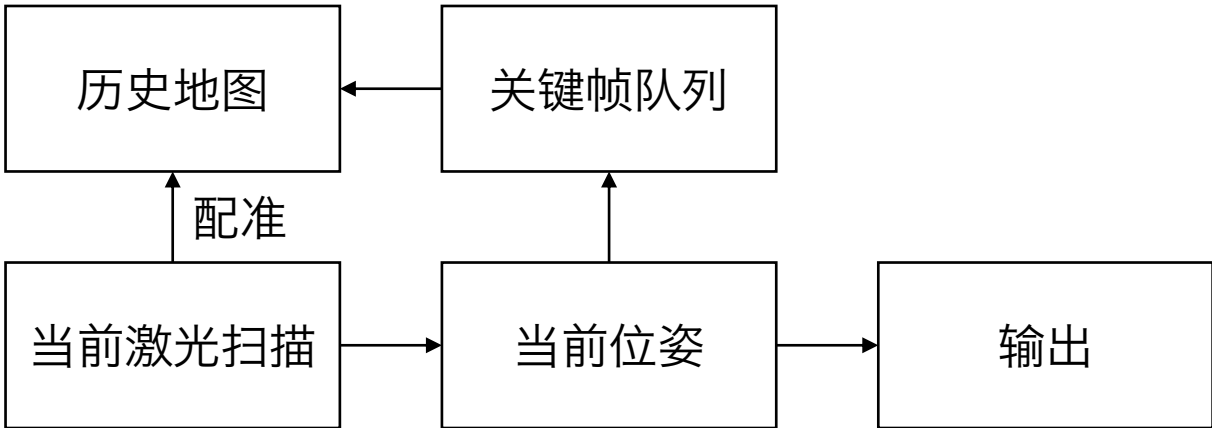 历史地图
关键帧队列
配准
当前激光扫描
当前位姿
输出